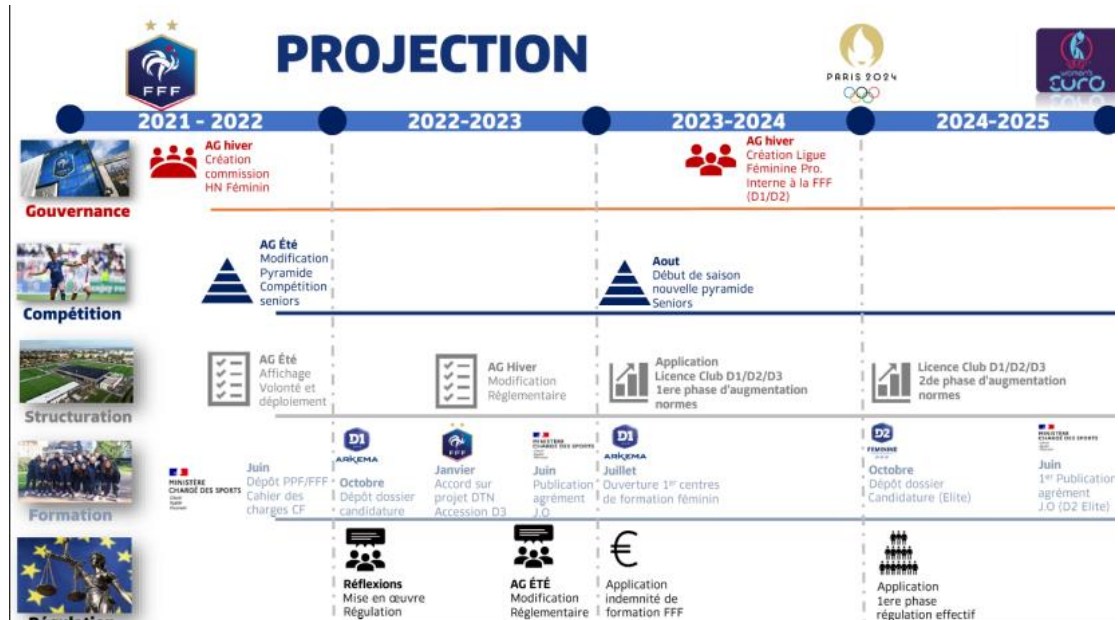 PROJECTION
FFF
PARIS 2024
women's
EURO
2021 - 2022
2022-2023
2023-2024
2024-2025
Gouvernance
AG hiver
Création
commission
HN Féminin
AG hiver
Création Ligue
Féminine Pro.
Interne à la FFF
(D1/D2)
Compétition
AG Été
Modification
Pyramide
Compétition
seniors
Aout
Début de saison
nouvelle pyramide
Seniors
Structuration
AG Été
Affichage
Volonté et
déploiement
AG Hiver
Modification
Règlementaire
Application
Licence Club D1/D2/D3
1ere phase d'augmentation
normes
Licence Club D1/D2/D3
2de phase d'augmentation
normes
Formation
MINISTÈRE
CHARGÉ DES SPORTS
Juin
Dépôt PPF/FFF
Cahier des
charges CF
D1
ARKEMA
Octobre
Dépôt dossier
candidature
FFF
Janvier
Accord sur
projet DTN
Accession D3
MINISTÈRE
CHARGÉ DES SPORTS
Juin
Publication
agrément
J.O
D1
ARKEMA
Juillet
Ouverture 1er centres
de formation féminin
D2
FÉMININE
Octobre
Dépôt dossier
Candidature (Elite)
MINISTÈRE
CHARGÉ DES SPORTS
Juin
1er Publication
agrément
J.O (D2 Elite)
Réflexions
Mise en œuvre
Régulation
AG ÉTÉ
Modification
Règlementaire
€
Application
indemnité de
formation FFF
Application
1ere phase
régulation effectif